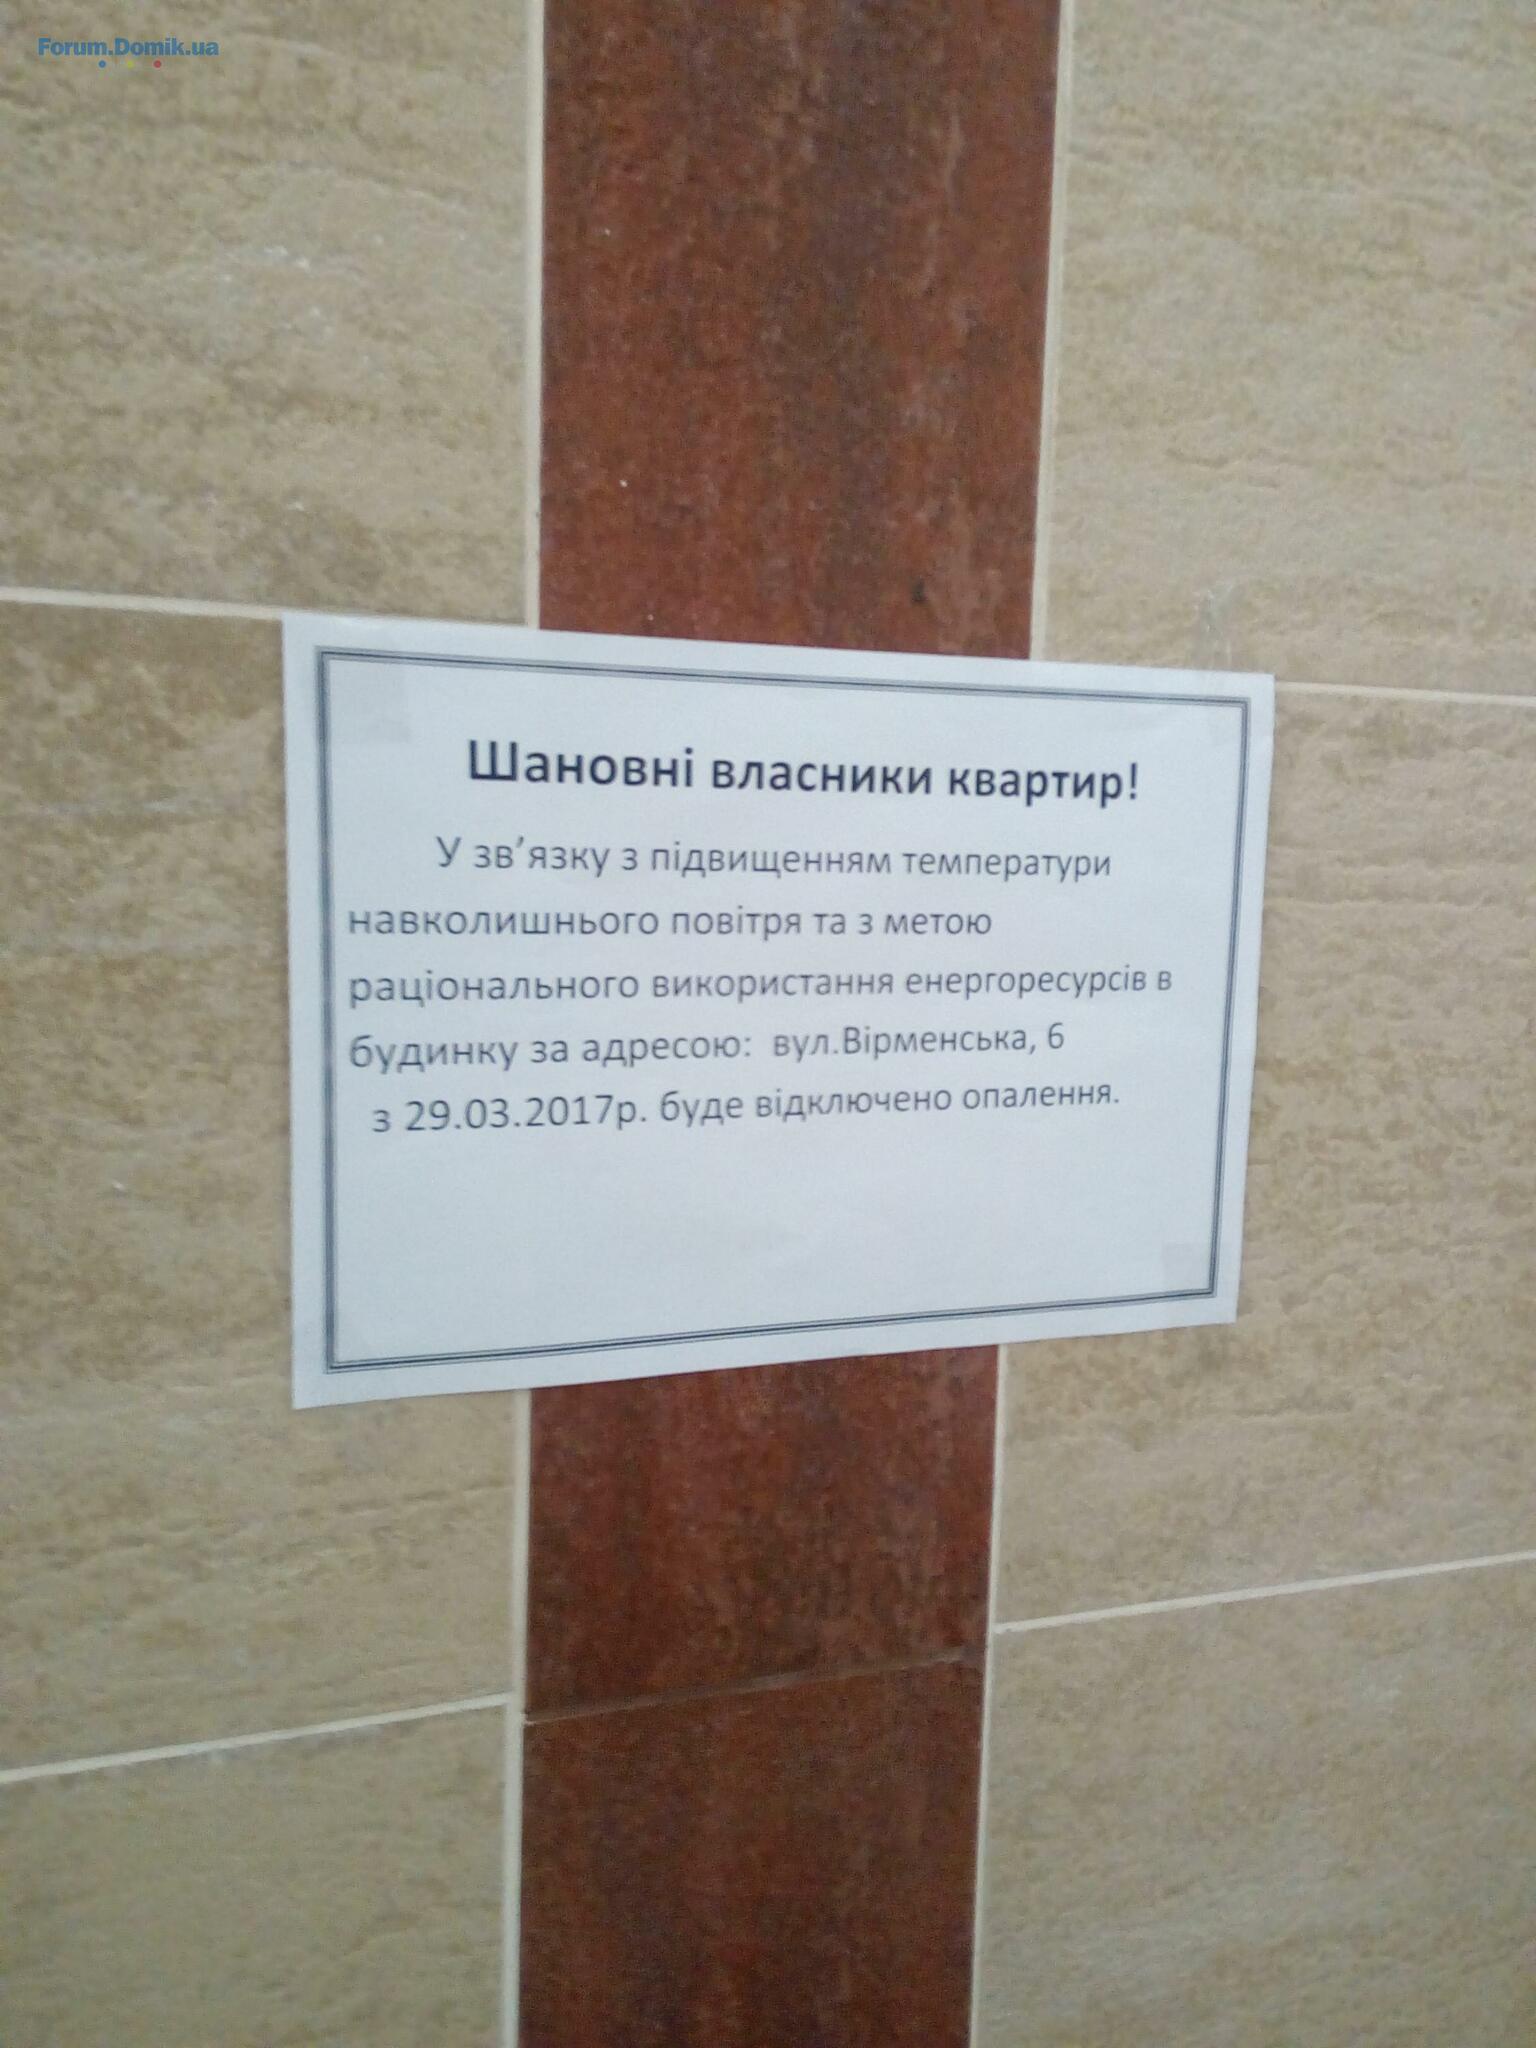 Forum.Domik.ua
Шановні власники квартир!
У зв’язку з підвищенням температури
навколишнього повітря та з метою
раціонального використання енергоресурсів в
будинку за адресою: вул.Вірменська, 6
з 29.03.2017р. буде відключено опалення.